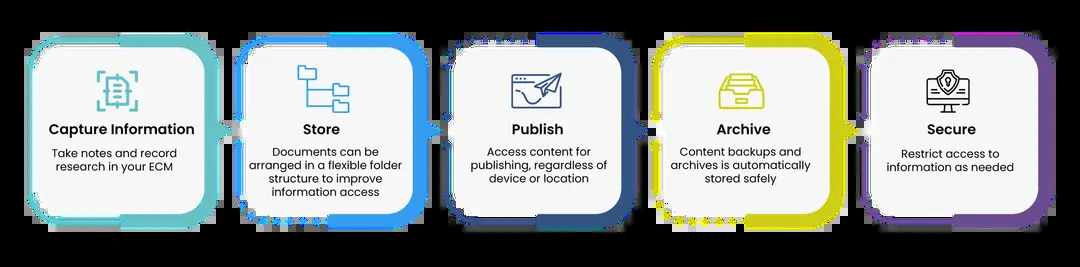 Capture Information
Take notes and record
research in your ECM
Store
Documents can be
arranged in a flexible folder
structure to improve
information access
Publish
Access content for
publishing, regardless of
device or location
Archive
Content backups and
archives is automatically
stored safely
Secure
Restrict access to
information as needed